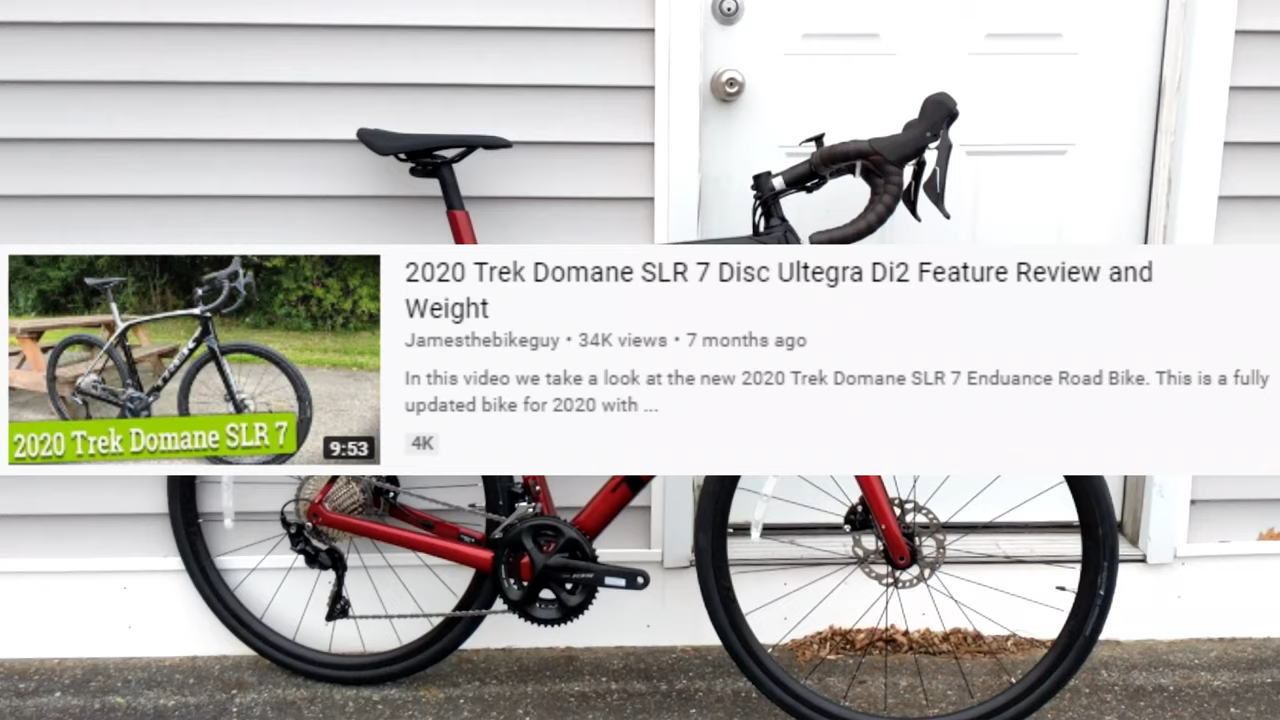 2020 Trek Domane SLR 7 Disc Ultegra Di2 Feature Review and
Weight
Jamesthebikeguy • 34K views • 7 months ago
In this video we take a look at the new 2020 Trek Domane SLR 7 Enduance Road Bike. This is a fully
updated bike for 2020 with ...
4K
TREK
2020 Trek Domane SLR 7
9:53